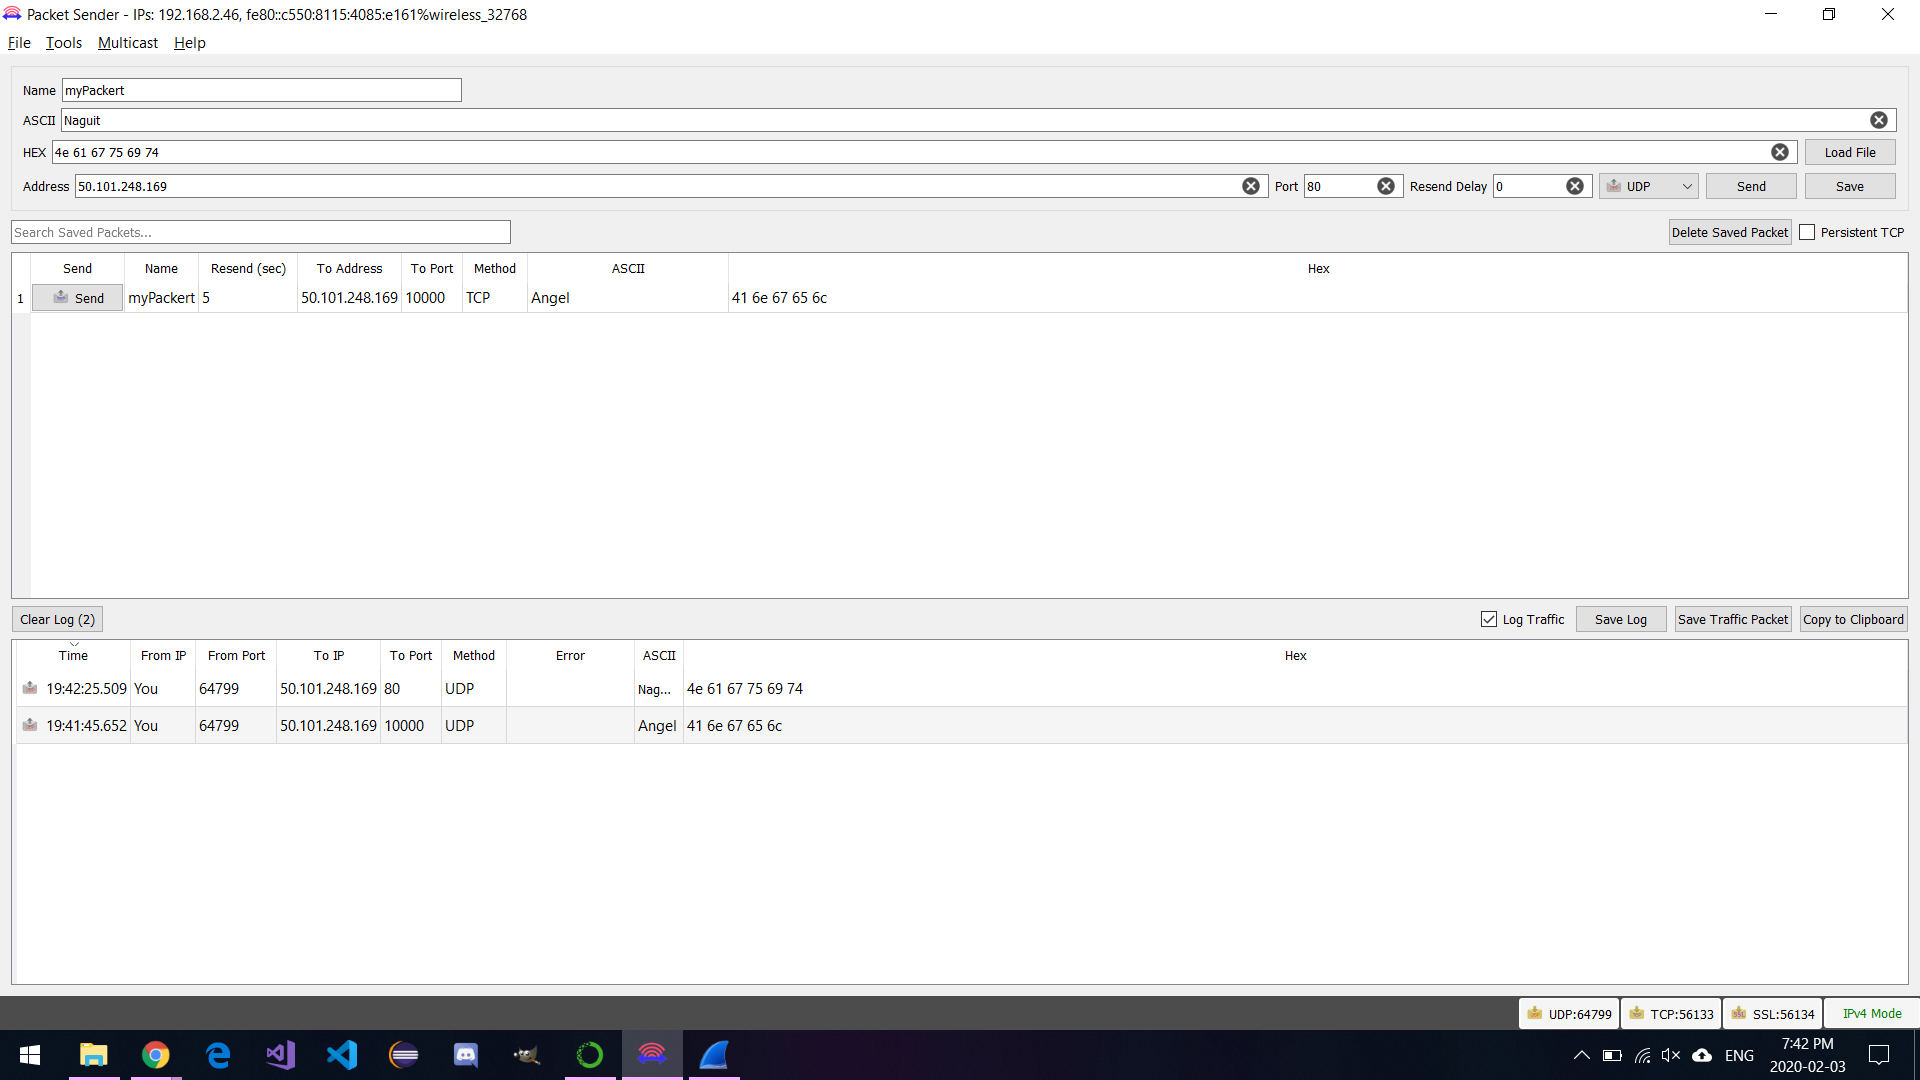 Packet Sender - IPs: 192.168.2.46, fe80::c550:8115:4085:e161%wireless_32768
File Tools Multicast Help
Name myPackert
ASCII Naguit
HEX 4e 61 67 75 69 74 Load File
Address 50.101.248.169 Port 80 Resend Delay 0 UDP Send Save
Search Saved Packets... Delete Saved Packet Persistent TCP
Send Name Resend (sec) To Address To Port Method ASCII Hex
1 Send myPackert 5 50.101.248.169 10000 TCP Angel 41 6e 67 65 6c
Clear Log (2) Log Traffic Save Log Save Traffic Packet Copy to Clipboard
Time From IP From Port To IP To Port Method Error ASCII Hex
19:42:25.509 You 64799 50.101.248.169 80 UDP Nag... 4e 61 67 75 69 74
19:41:45.652 You 64799 50.101.248.169 10000 UDP Angel 41 6e 67 65 6c
UDP:64799 TCP:56133 SSL:56134 IPv4 Mode
ENG 7:42 PM
2020-02-03